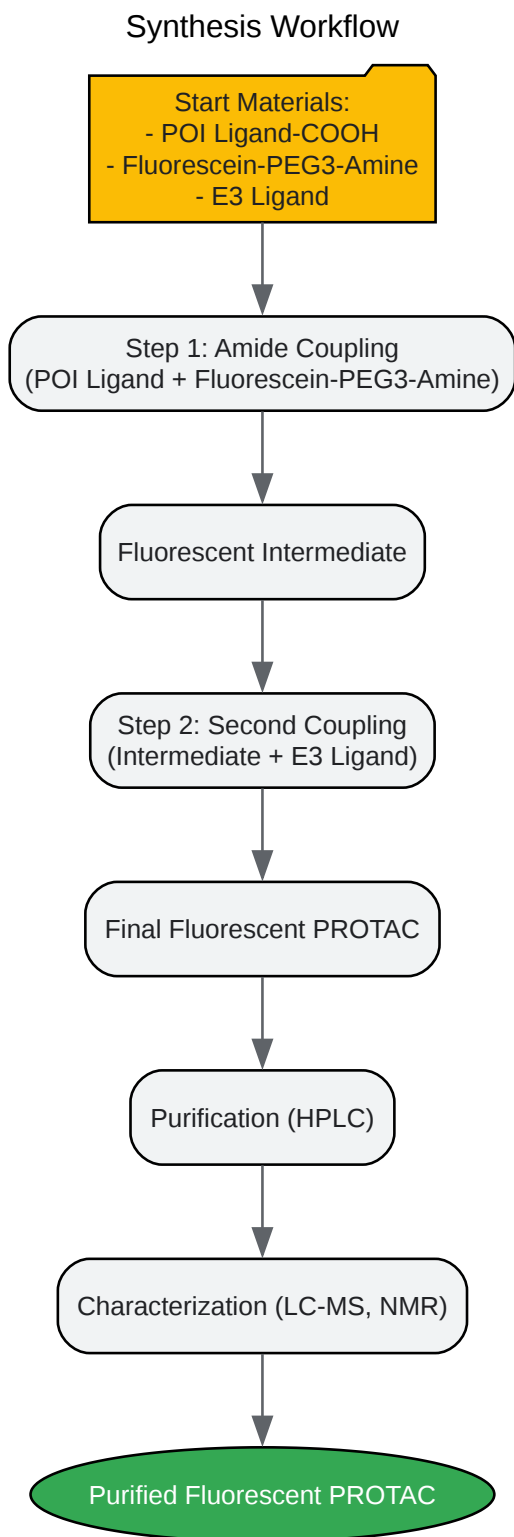 Synthesis Workflow
Start Materials:
- POI Ligand-COOH
- Fluorescein-PEG3-Amine
- E3 Ligand
Step 1: Amide Coupling
(POI Ligand + Fluorescein-PEG3-Amine)
Fluorescent Intermediate
Step 2: Second Coupling
(Intermediate + E3 Ligand)
Final Fluorescent PROTAC
Purification (HPLC)
Characterization (LC-MS, NMR)
Purified Fluorescent PROTAC